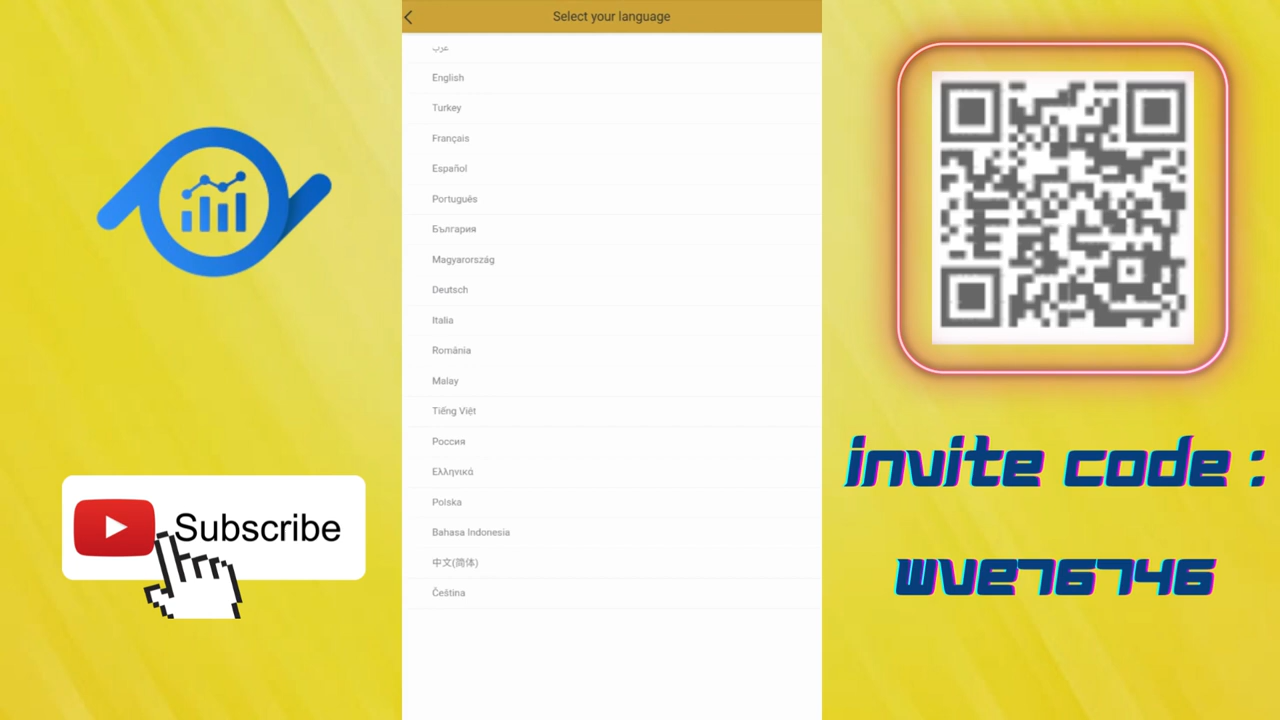 Select your language
عرب
English
Turkey
Français
Español
Português
България
Magyarország
Deutsch
Italia
România
Malay
Tiếng Việt
Россия
Ελληνικά
Polska
Bahasa Indonesia
中文(简体)
Čeština
Subscribe
invite code :
wve76746